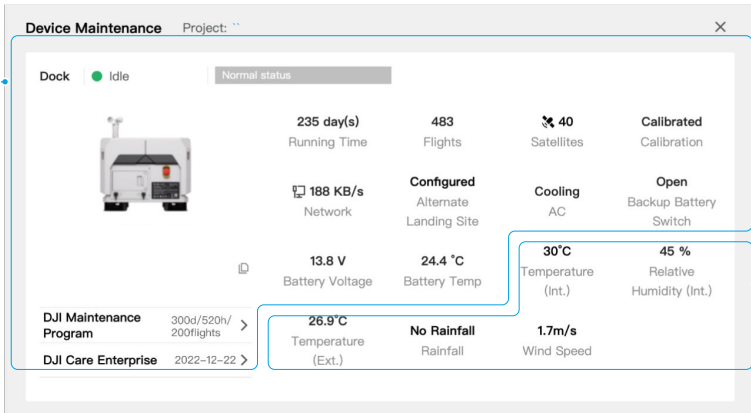 Device Maintenance Project: ``
Dock Idle Normal status
235 day(s) 483 40 Calibrated
Running Time Flights Satellites Calibration
188 KB/s Configured Cooling Open
Network Alternate AC Backup Battery
Landing Site Switch
13.8 V 24.4 °C 30°C 45 %
Battery Voltage Battery Temp Temperature Relative
(Int.) Humidity (Int.)
DJI Maintenance 300d/520h/
Program 200flights
DJI Care Enterprise 2022-12-22
26.9°C No Rainfall 1.7m/s
Temperature Rainfall Wind Speed
(Ext.)